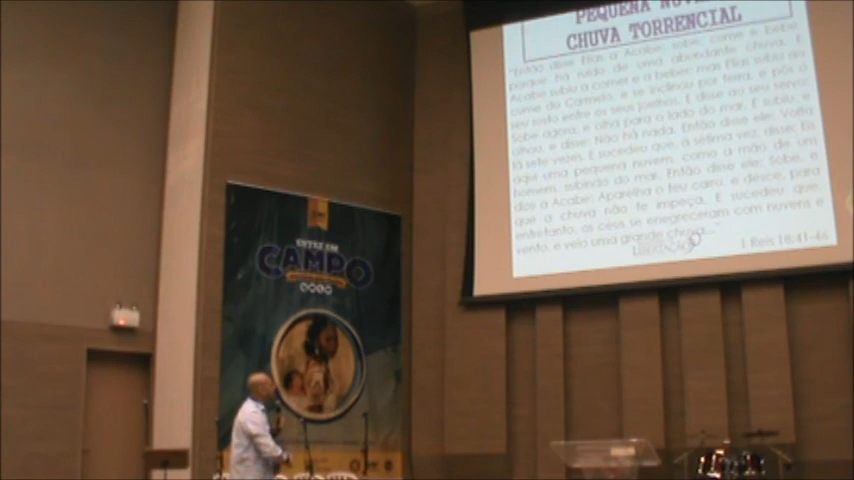 PEQUENA
CHUVA TORRENCIAL
"Então disse Elias a Acabe: sobe, come e bebe
porque há ruído de uma abundante chuva. E
Acabe subiu a comer e a beber; mas Elias subiu ao
cume do Carmelo, e se inclinou por terra, e pôs o
seu rosto entre os seus joelhos. E disse ao seu servo:
Sobe agora, e olha para o lado do mar. E subiu, e
olhou, e disse: Não há nada. Então disse ele: Volta
lá sete vezes. E sucedeu que, à sétima vez, disse: Eis
aqui uma pequena nuvem, como a mão de um
homem, subindo do mar. Então disse ele: Sobe, e
dize a Acabe: Aparelha o teu carro, e desce, para
que a chuva não te impeça. E sucedeu que,
entretanto, os céus se enegreceram com nuvens e
vento, e veio uma grande chuva..."
LIBERTAÇÃO
I Reis 18:41-46
ENTRE EM
CAMPO